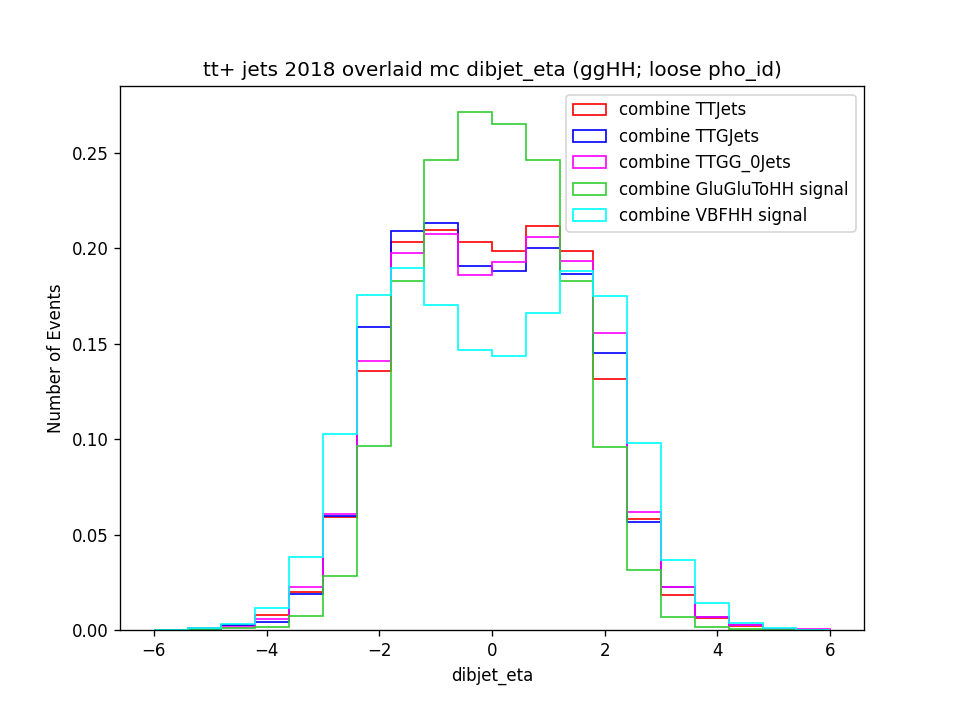 tt+ jets 2018 overlaid mc dibjet_eta (ggHH; loose pho_id)
combine TTJets
combine TTGJets
combine TTGG_0Jets
combine GluGluToHH signal
combine VBFHH signal
Number of Events
0.25
0.20
0.15
0.10
0.05
0.00
−6 −4 −2 0 2 4 6
dibjet_eta